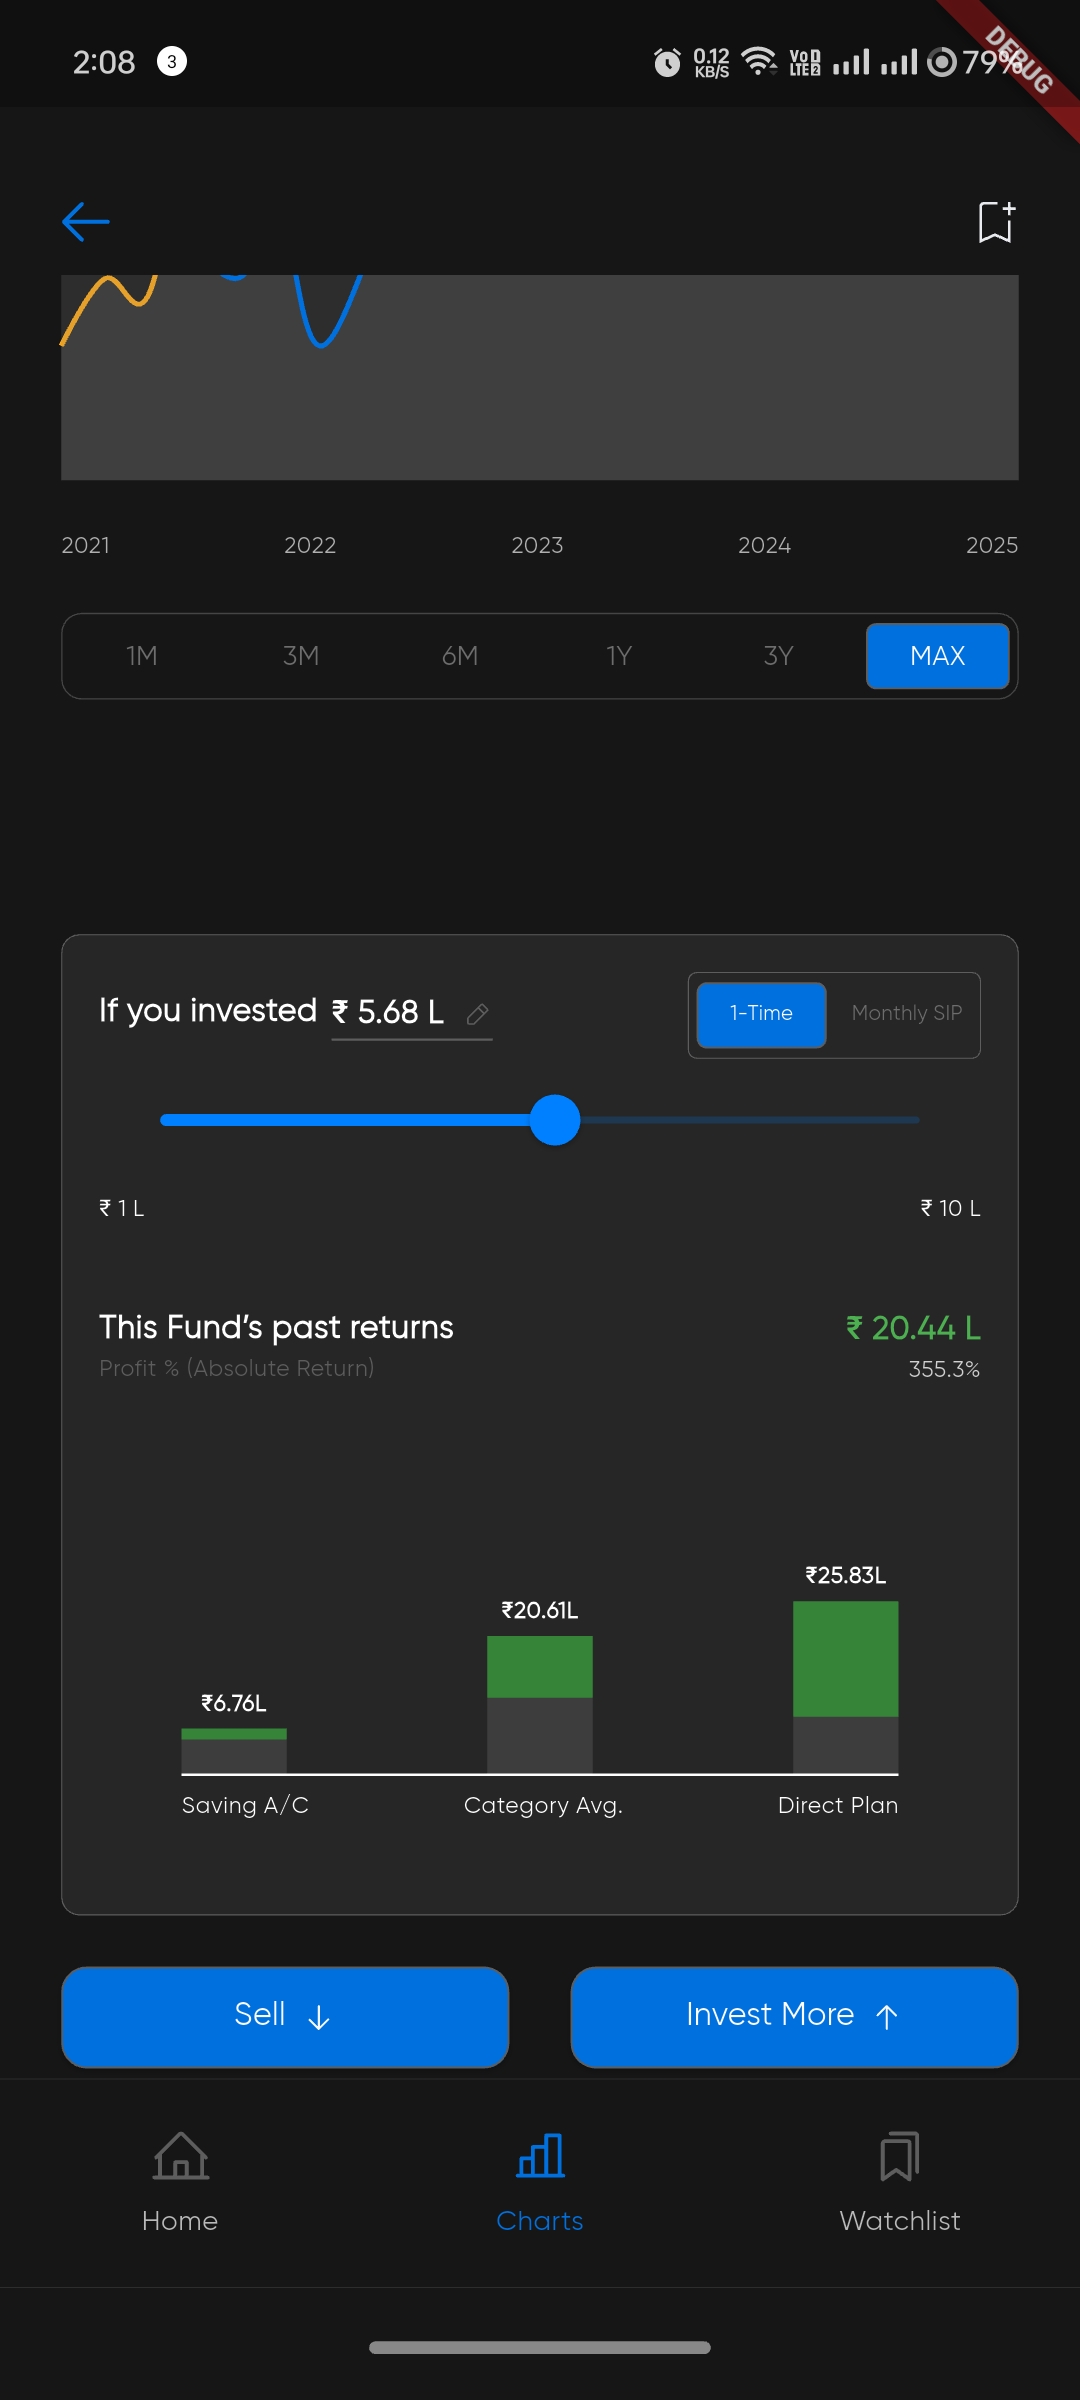 2:08 3 0.12 KB/S VoD LTE2 79%
DEBUG
2021 2022 2023 2024 2025
1M 3M 6M 1Y 3Y MAX
If you invested ₹ 5.68 L 1-Time Monthly SIP
₹ 1 L ₹ 10 L
This Fund's past returns ₹ 20.44 L
Profit % (Absolute Return) 355.3%
₹25.83L
₹20.61L
₹6.76L
Saving A/C Category Avg. Direct Plan
Sell ↓ Invest More ↑
Home Charts Watchlist